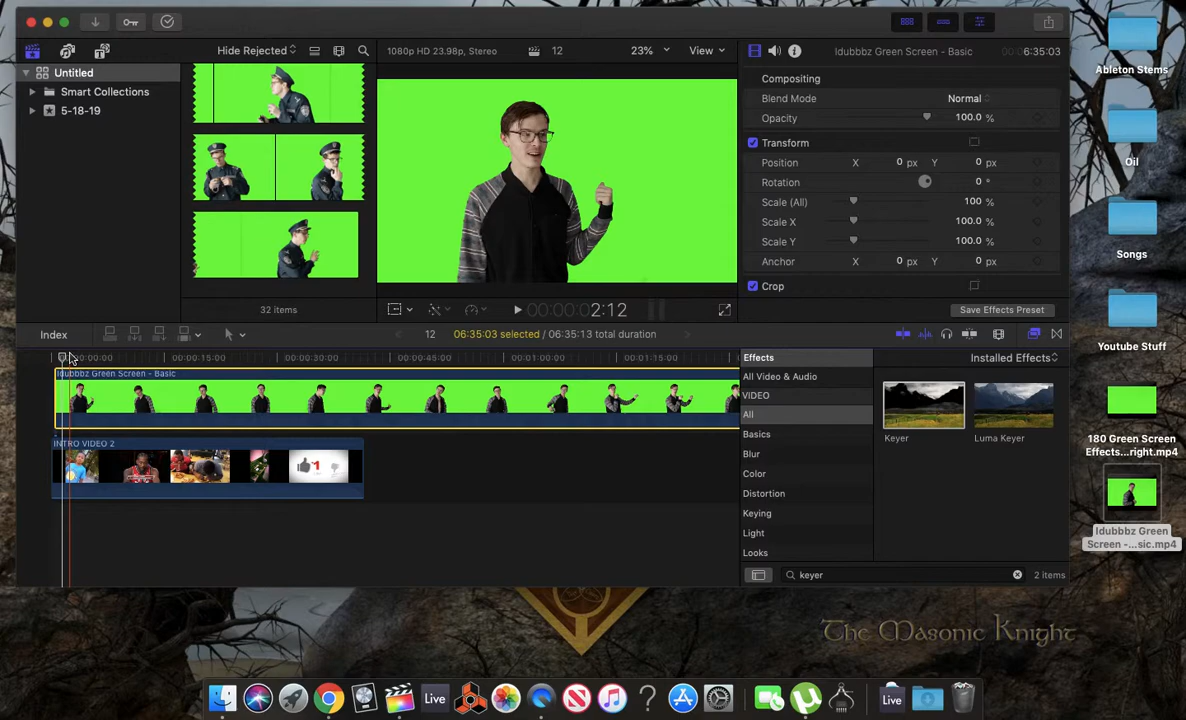 Hide Rejected
1080p HD 23.98p, Stereo
12
23%
View
Idubbbz Green Screen - Basic
6:35:03
Untitled
Smart Collections
5-18-19
32 items
00:00:02:12
Compositing
Blend Mode
Normal
Opacity
100.0 %
Transform
Position
X
0 px
Y
0 px
Rotation
0 °
Scale (All)
100 %
Scale X
100.0 %
Scale Y
100.0 %
Anchor
X
0 px
Y
0 px
Crop
Save Effects Preset
Index
12
06:35:03 selected / 06:35:13 total duration
00:00:15:00
00:00:30:00
00:00:45:00
00:01:00:00
00:01:15:00
Idubbbz Green Screen - Basic
INTRO VIDEO 2
1
Effects
Installed Effects
All Video & Audio
VIDEO
All
Basics
Blur
Color
Distortion
Keying
Light
Looks
Keyer
Luma Keyer
keyer
2 items
Ableton Stems
Oil
Songs
Youtube Stuff
180 Green Screen
Effects...right.mp4
Idubbbz Green
Screen -...sic.mp4
The Masonic Knight
Live
Live